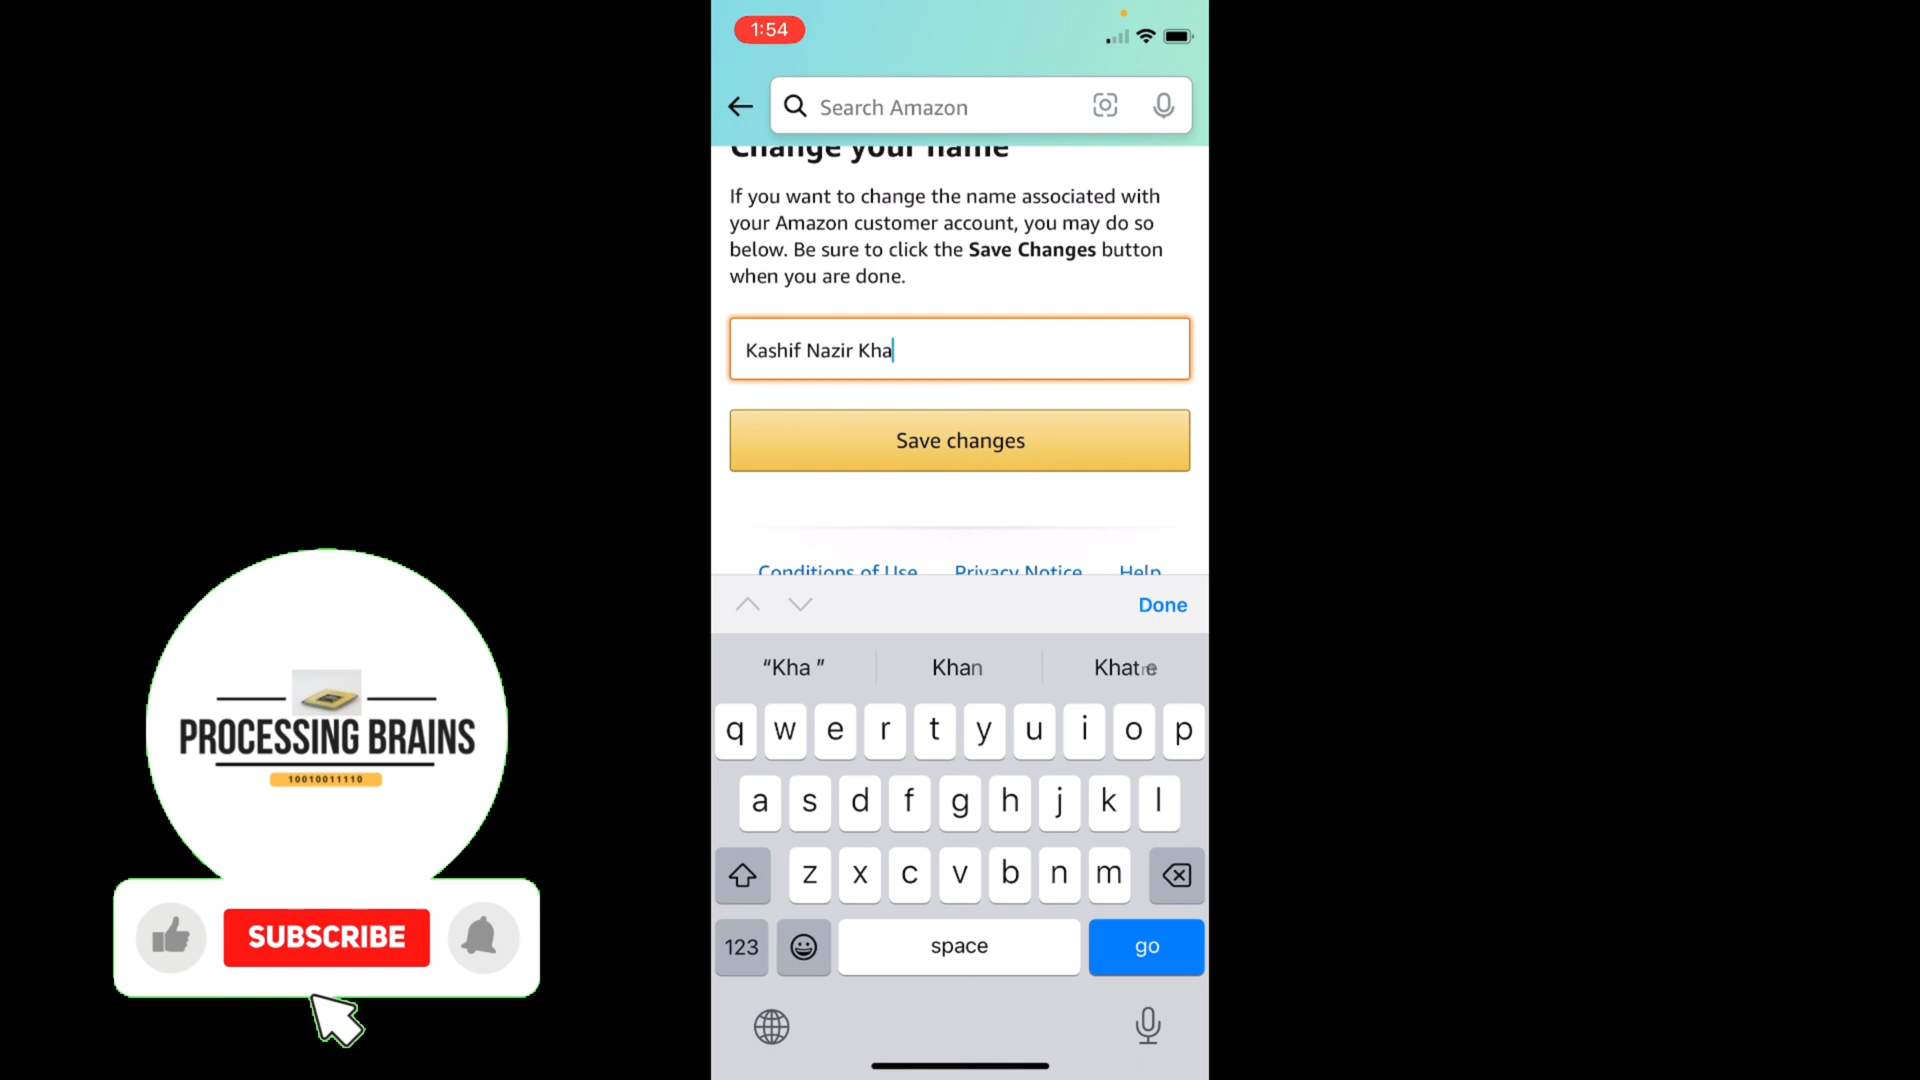 1:54
Search Amazon
Change your name
If you want to change the name associated with
your Amazon customer account, you may do so
below. Be sure to click the Save Changes button
when you are done.
Kashif Nazir Kha
Save changes
Conditions of Use Privacy Notice Help
Done
“Kha ” Khan
q w e r t y u i o p
a s d f g h j k l
z x c v b n m
123 space go
PROCESSING BRAINS
10010011110
SUBSCRIBE